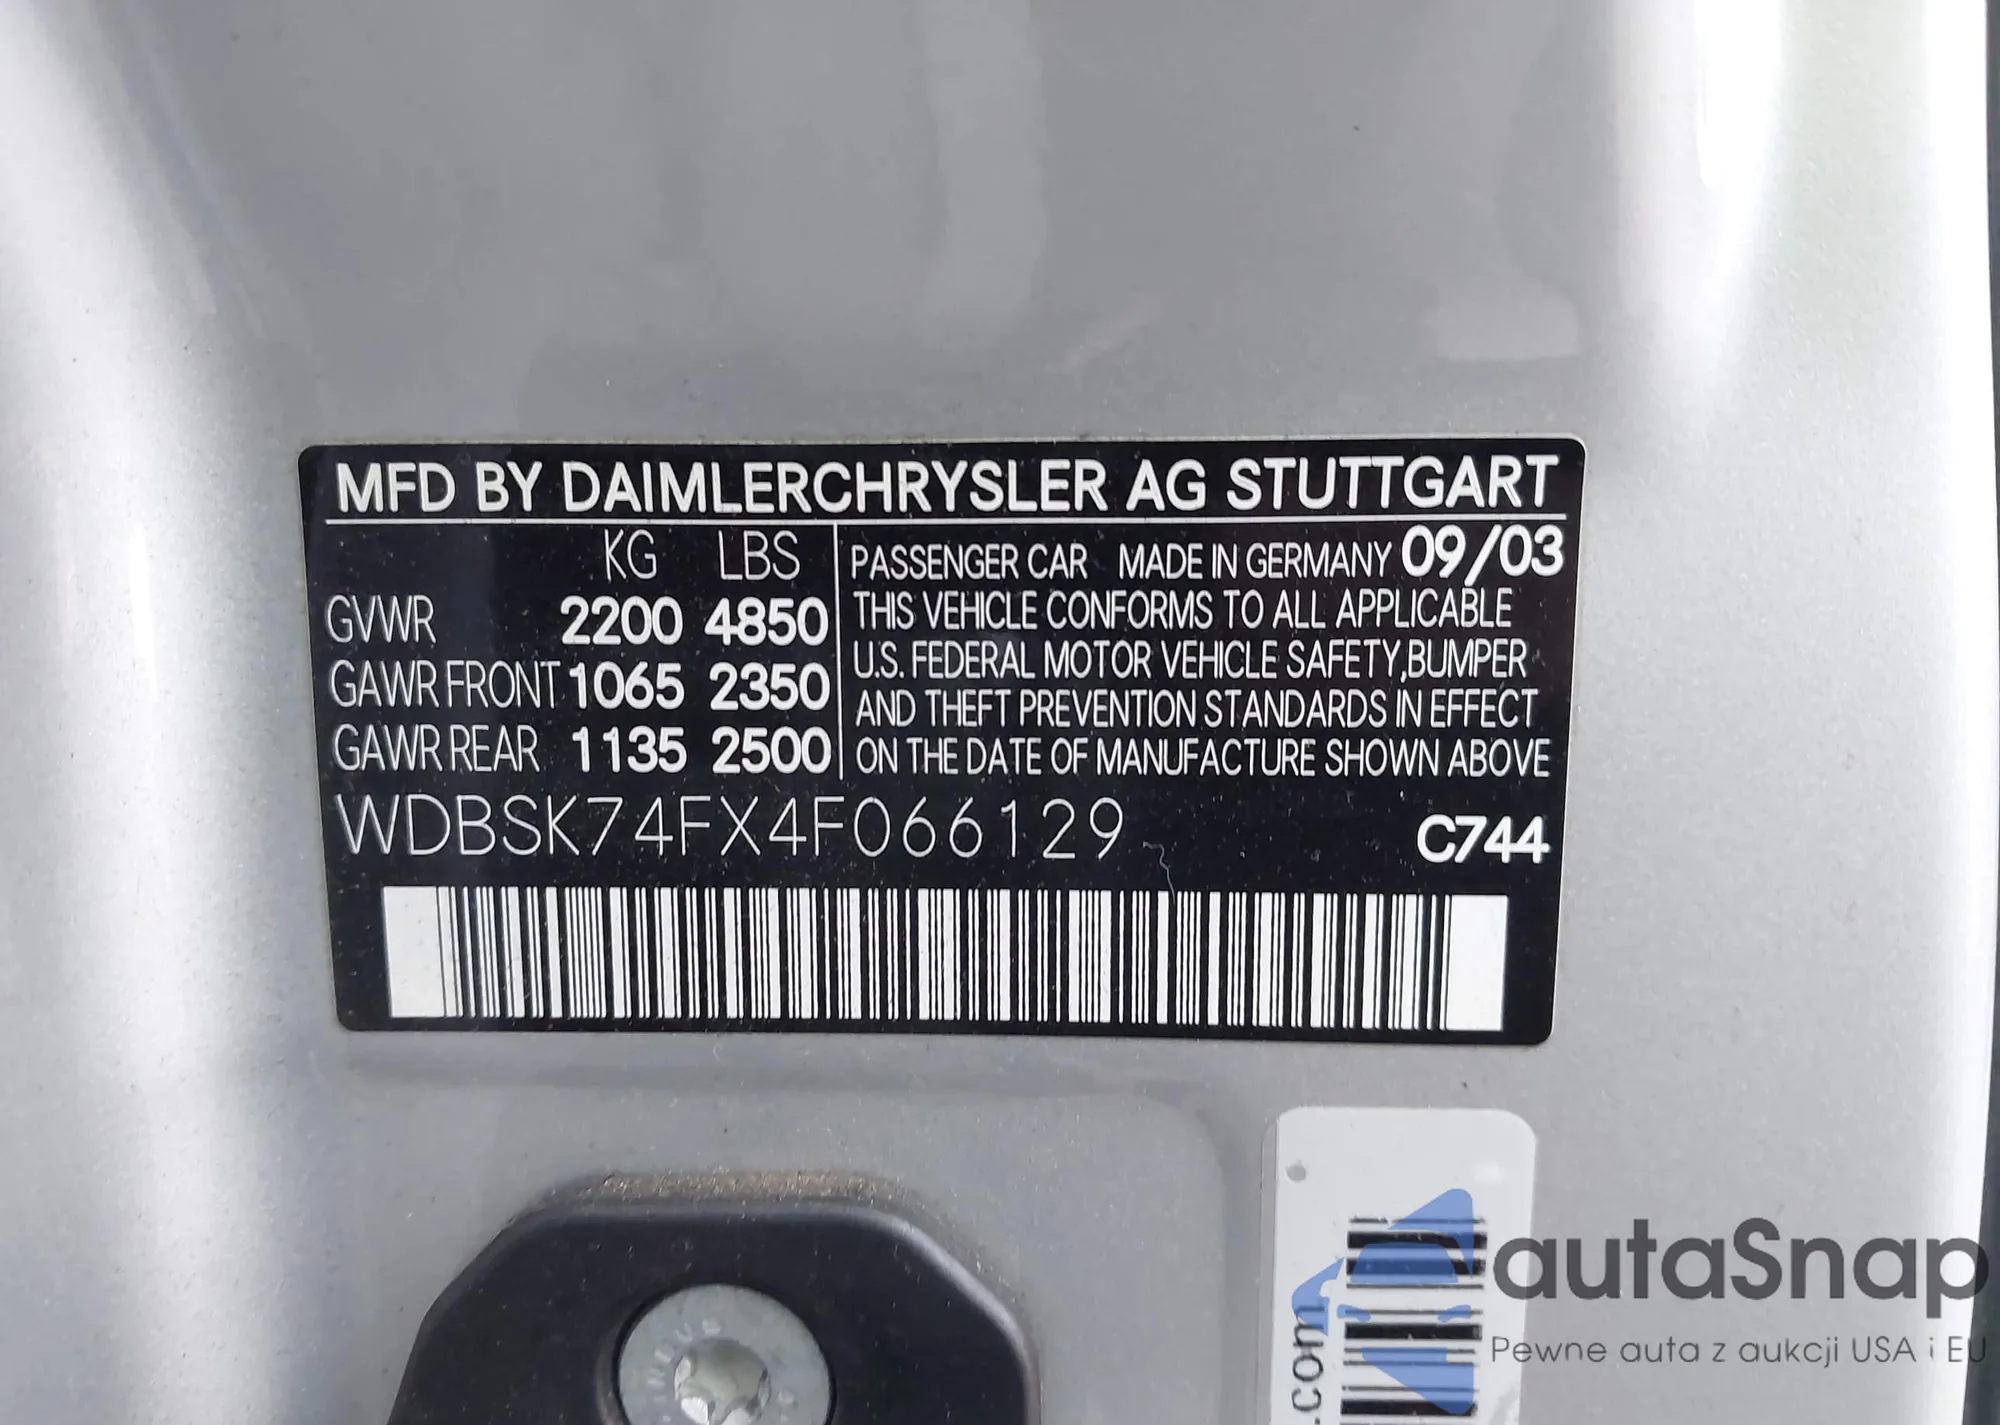 MFD BY DAIMLERCHRYSLER AG STUTTGART
KG LBS
GVWR 2200 4850
GAWR FRONT 1065 2350
GAWR REAR 1135 2500
PASSENGER CAR MADE IN GERMANY 09/03
THIS VEHICLE CONFORMS TO ALL APPLICABLE
U.S. FEDERAL MOTOR VEHICLE SAFETY,BUMPER
AND THEFT PREVENTION STANDARDS IN EFFECT
ON THE DATE OF MANUFACTURE SHOWN ABOVE
WDBSK74FX4F066129 C744
.com
autaSnap
Pewne auta z aukcji USA i EU